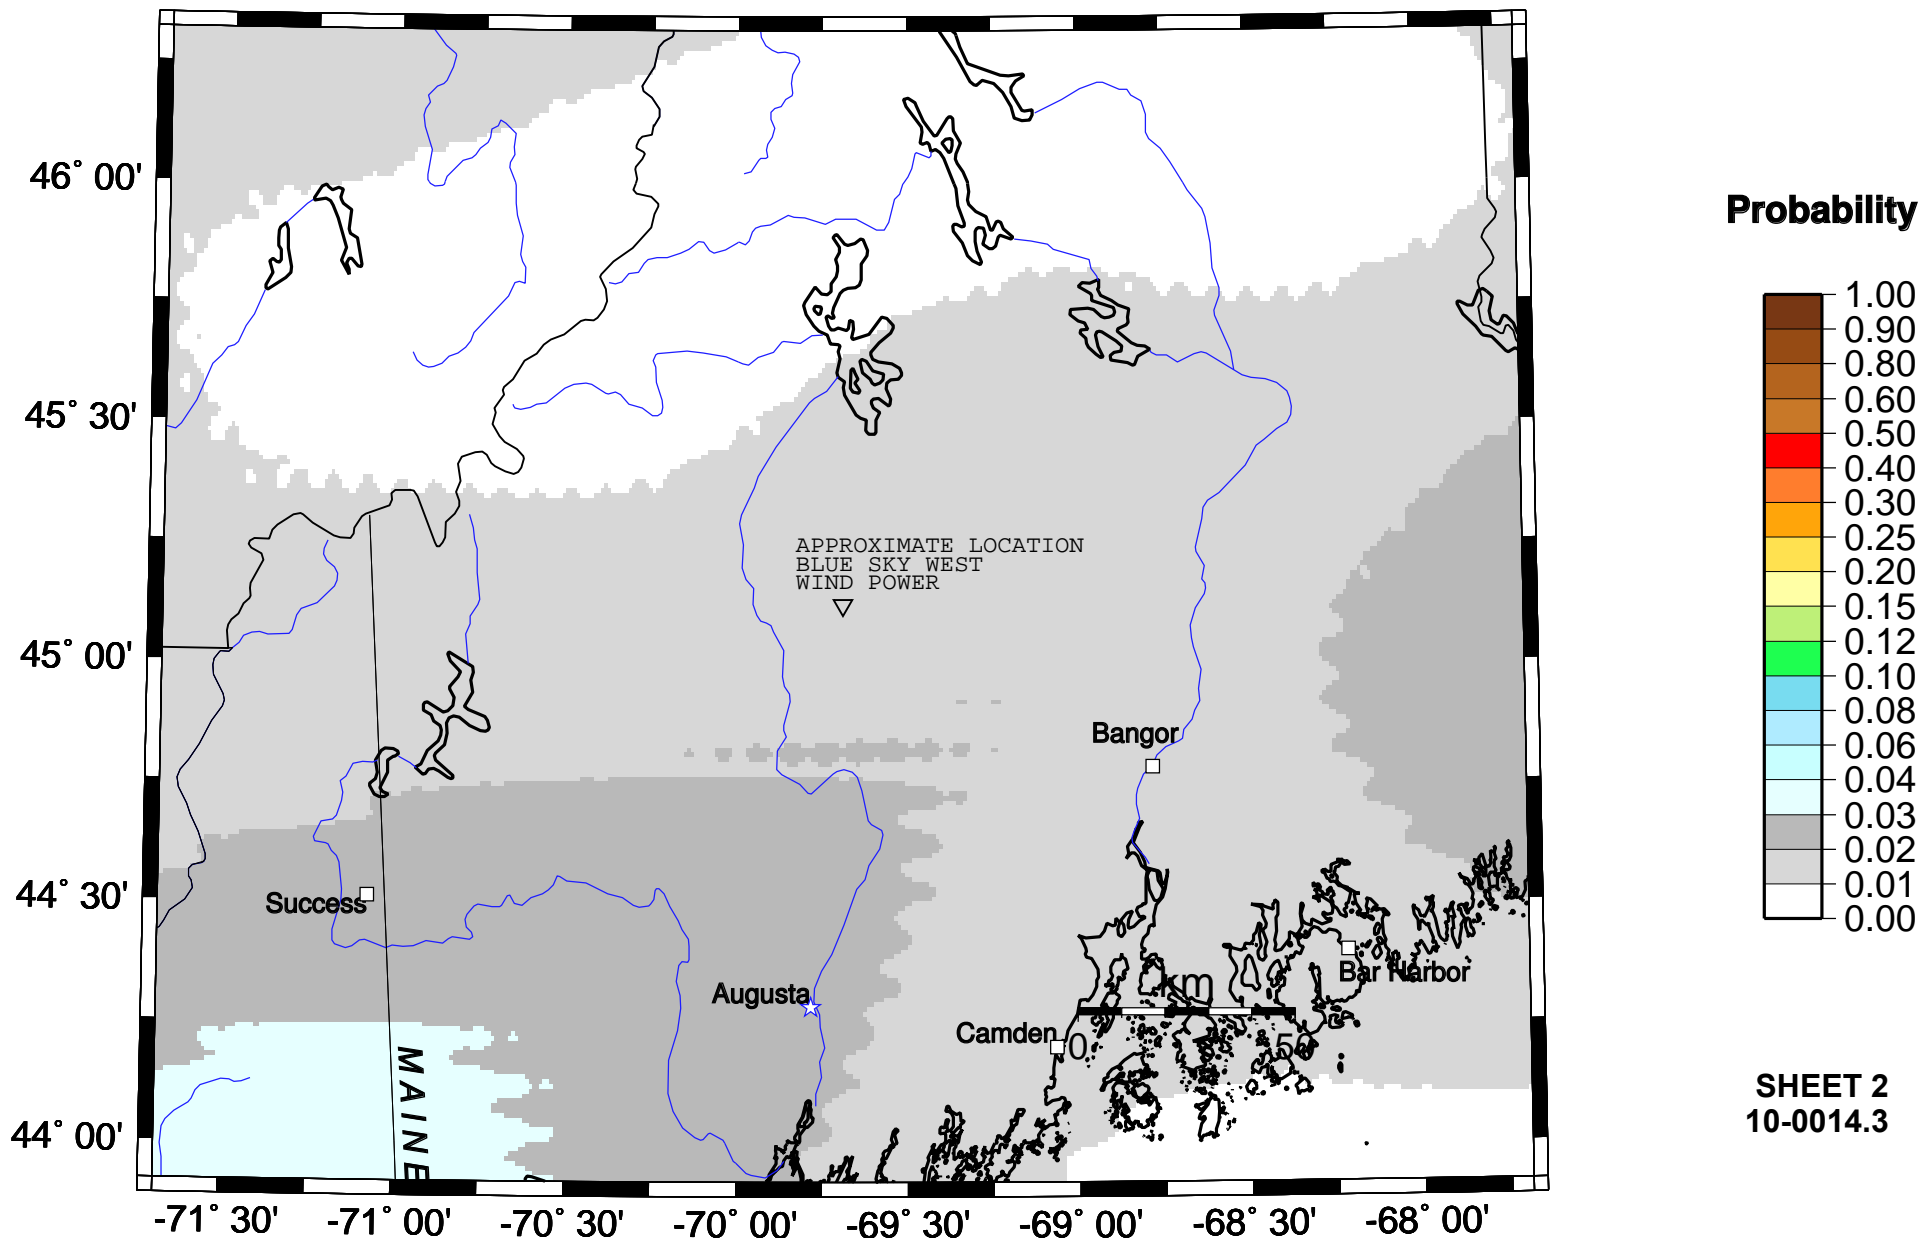 46° 00'
45° 30'
45° 00'
44° 30'
44° 00'
-71° 30'
-71° 00'
-70° 30'
-70° 00'
-69° 30'
-69° 00'
-68° 30'
-68° 00'
APPROXIMATE LOCATION
BLUE SKY WEST
WIND POWER
Bangor
Success
Augusta
Camden
Bar Harbor
km
0
50
MAINE
Probability
1.00
0.90
0.80
0.60
0.50
0.40
0.30
0.25
0.20
0.15
0.12
0.10
0.08
0.06
0.04
0.03
0.02
0.01
0.00
SHEET 2
10-0014.3